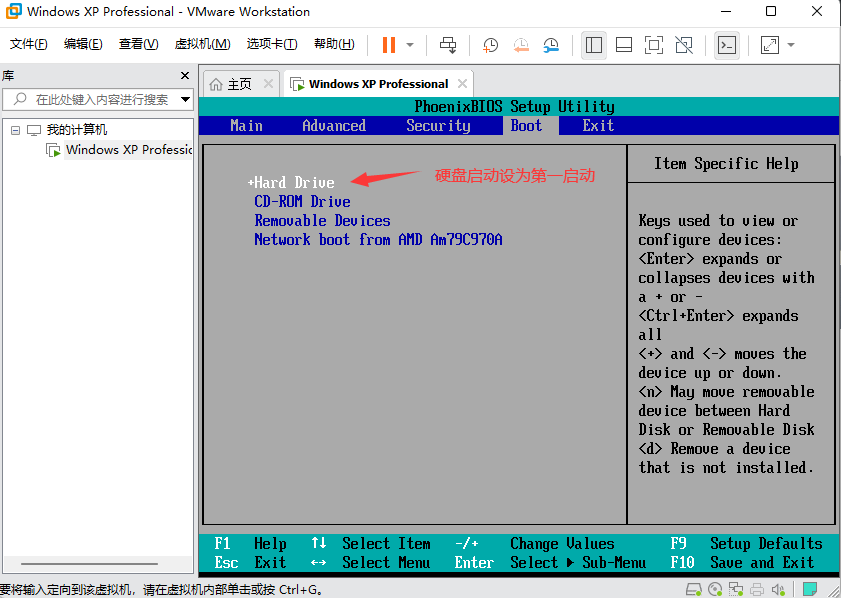 Windows XP Professional - VMware Workstation
文件(F) 编辑(E) 查看(V) 虚拟机(M) 选项卡(T) 帮助(H)
库
在此处键入内容进行搜索
我的计算机
Windows XP Professic
主页 Windows XP Professional
PhoenixBIOS Setup Utility
Main Advanced Security Boot Exit
+Hard Drive
硬盘启动设为第一启动
CD-ROM Drive
Removable Devices
Network boot from AMD Am79C970A
Item Specific Help
Keys used to view or
configure devices:
<Enter> expands or
collapses devices with
a + or -
<Ctrl+Enter> expands
all
<+> and <-> moves the
device up or down.
<n> May move removable
device between Hard
Disk or Removable Disk
<d> Remove a device
that is not installed.
F1 Help ↑↓ Select Item -/+ Change Values F9 Setup Defaults
Esc Exit ↔ Select Menu Enter Select ▶ Sub-Menu F10 Save and Exit
要将输入定向到该虚拟机，请在虚拟机内部单击或按 Ctrl+G。